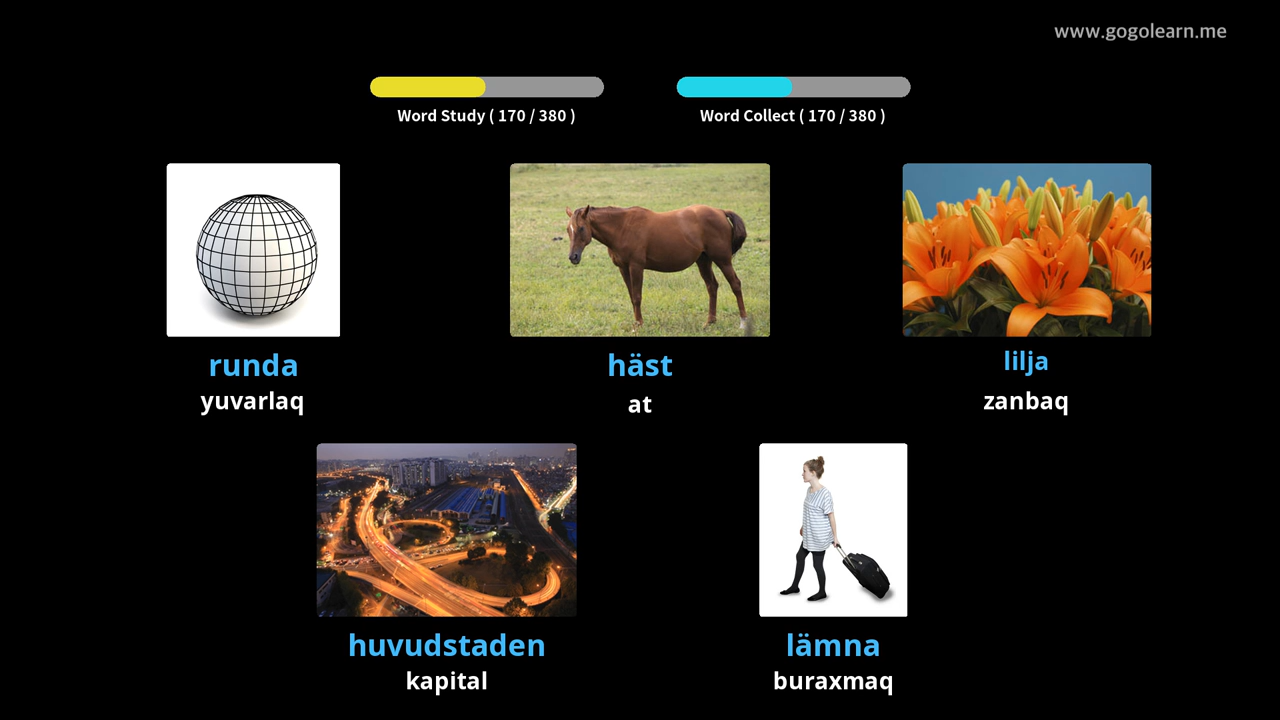 www.gogolearn.me
Word Study ( 170 / 380 )
Word Collect ( 170 / 380 )
runda
yuvarlaq
häst
at
lilja
zanbaq
huvudstaden
kapital
lämna
buraxmaq